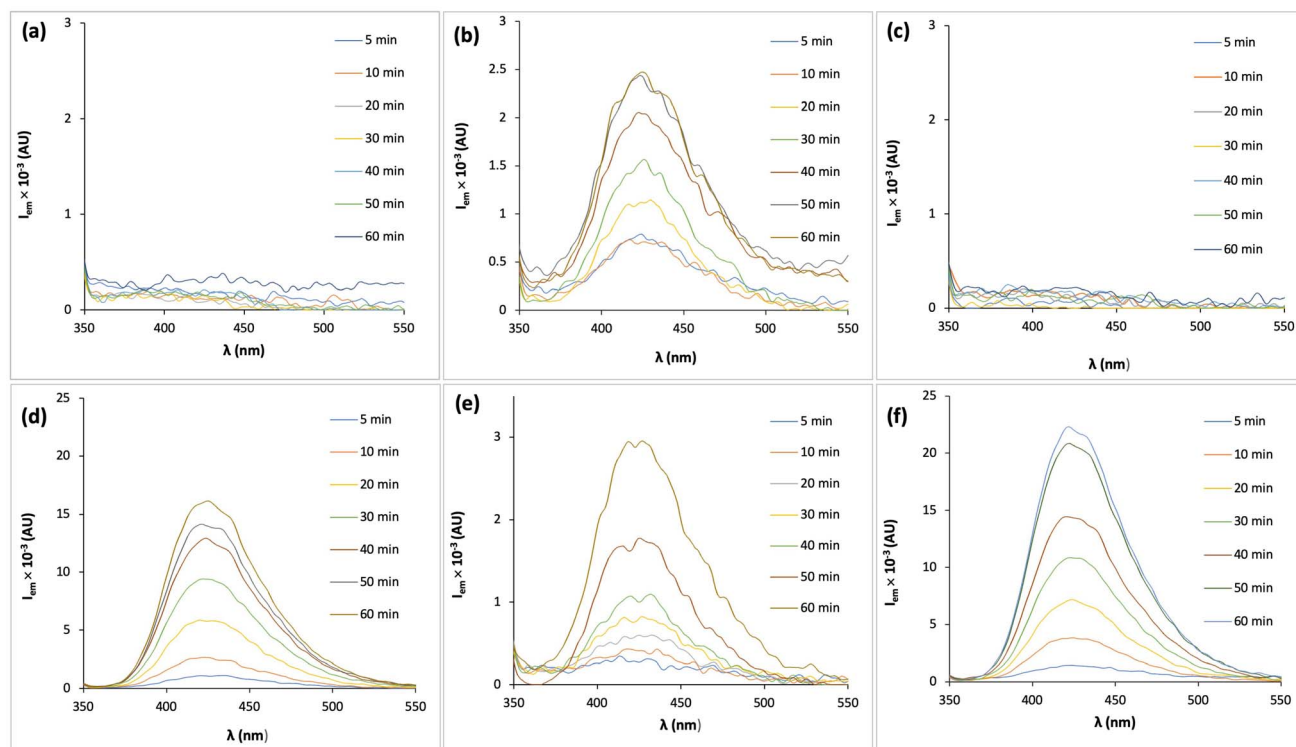 (a)
3
2
1
0
350
400
450
500
550
I_em × 10⁻³ (AU)
λ (nm)
5 min
10 min
20 min
30 min
40 min
50 min
60 min
(b)
3
2.5
2
1.5
1
0.5
0
350
400
450
500
550
I_em × 10⁻³ (AU)
λ (nm)
5 min
10 min
20 min
30 min
40 min
50 min
60 min
(c)
3
2
1
0
350
400
450
500
550
I_em × 10⁻³ (AU)
λ (nm)
5 min
10 min
20 min
30 min
40 min
50 min
60 min
(d)
25
20
15
10
5
0
350
400
450
500
550
I_em × 10⁻³ (AU)
λ (nm)
5 min
10 min
20 min
30 min
40 min
50 min
60 min
(e)
3
2
1
0
350
400
450
500
550
I_em × 10⁻³ (AU)
λ (nm)
5 min
10 min
20 min
30 min
40 min
50 min
60 min
(f)
25
20
15
10
5
0
350
400
450
500
550
I_em × 10⁻³ (AU)
λ (nm)
5 min
10 min
20 min
30 min
40 min
50 min
60 min